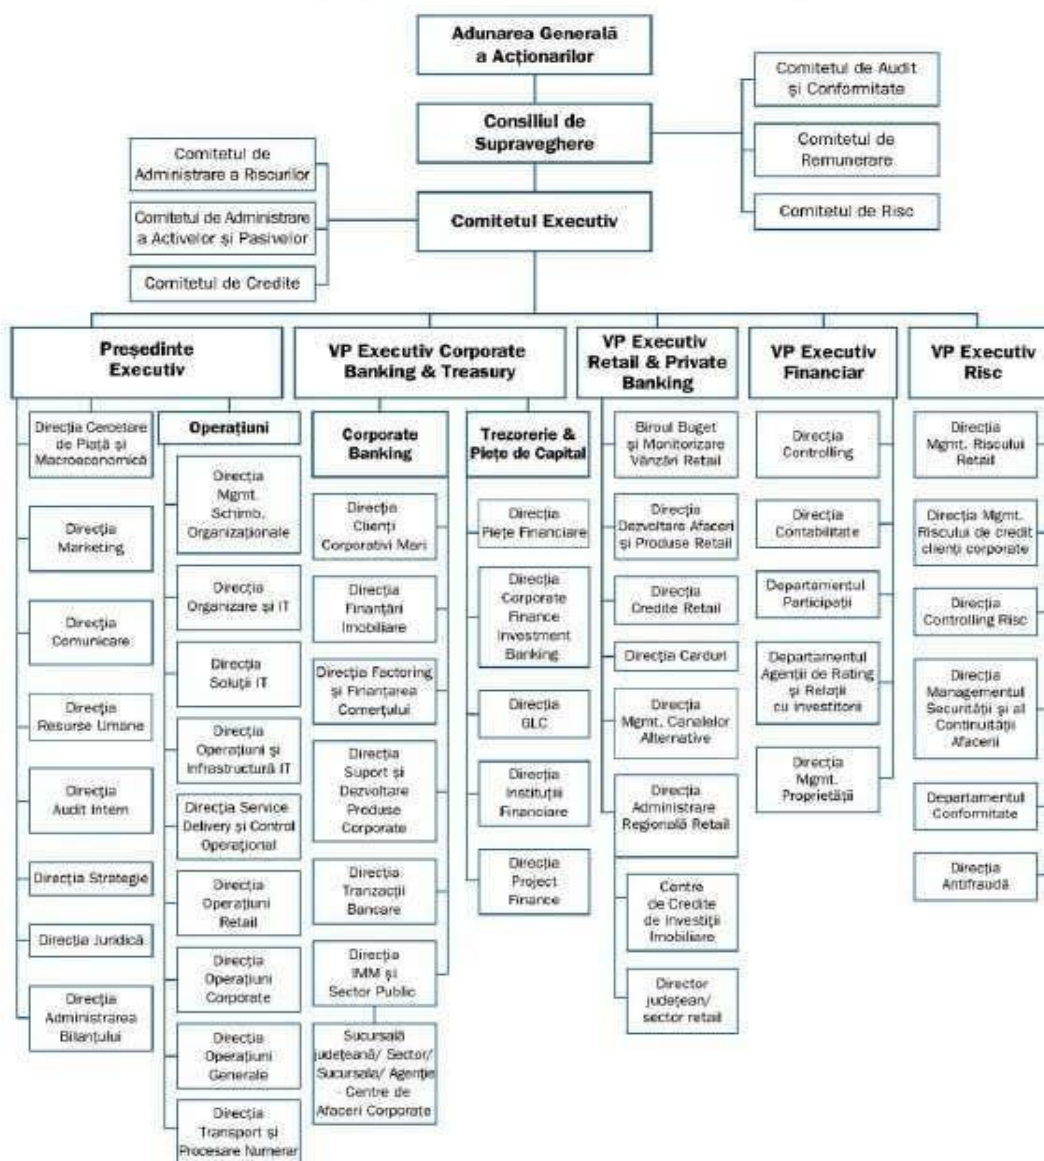 Adunarea Generală
a Acționarilor
Consiliul de
Supraveghere
Comitetul de Audit
și Conformitate
Comitetul de
Remunerare
Comitetul de Risc
Comitetul de
Administrare a Riscurilor
Comitetul de Administrare
a Activelor și Pasivelor
Comitetul de Credite
Comitetul Executiv
Președinte
Executiv
Direcția Cercetare
de Piață și
Macroeconomică
Direcția
Marketing
Direcția
Comunicare
Direcția
Resurse Umane
Direcția
Audit Intern
Direcția Strategie
Direcția Juridică
Direcția
Administrarea
Bilanțului
Operațiuni
Direcția
Mgmt.
Schimb.
Organizaționale
Direcția
Organizare și IT
Direcția
Soluții IT
Direcția
Operațiuni și
Infrastructură IT
Direcția Service
Delivery și Control
Operațional
Direcția
Operațiuni
Retail
Direcția
Operațiuni
Corporate
Direcția
Operațiuni
Generale
Direcția
Transport și
Procesare Numerar
VP Executiv Corporate
Banking & Treasury
Corporate
Banking
Direcția
Clienți
Corporativi Mari
Direcția
Finanțări
Imobiliare
Direcția Factoring
și Finanțarea
Comerțului
Direcția
Suport și
Dezvoltare
Produse
Corporate
Direcția
Tranzacții
Bancare
Direcția
IMM și
Sector Public
Sucursală
județeană/ Sector/
Sucursala/ Agenție
- Centre de
Afaceri Corporate
Trezorerie &
Piețe de Capital
Direcția
Piețe Financiare
Direcția
Corporate
Finance
Investment
Banking
Direcția
GLC
Direcția
Instituții
Financiare
Direcția
Project
Finance
VP Executiv
Retail & Private
Banking
Biroul Buget
și Monitorizare
Vânzări Retail
Direcția
Dezvoltare Afaceri
și Produse Retail
Direcția
Credite Retail
Direcția Carduri
Direcția
Mgmt. Canalelor
Alternative
Direcția
Administrare
Regională Retail
Centre
de Credite
de Investiții
Imobiliare
Director
județean/
sector retail
VP Executiv
Financiar
Direcția
Controlling
Direcția
Contabilitate
Departamentul
Participații
Departamentul
Agenții de Rating
și Relații
cu investitorii
Direcția
Mgmt.
Proprietății
VP Executiv
Risc
Direcția
Mgmt. Riscului
Retail
Direcția Mgmt.
Riscului de credit
clienți corporate
Direcția
Controlling Risc
Direcția
Managementul
Securității și al
Continuității
Afacerii
Departamentul
Conformitate
Direcția
Antifraudă